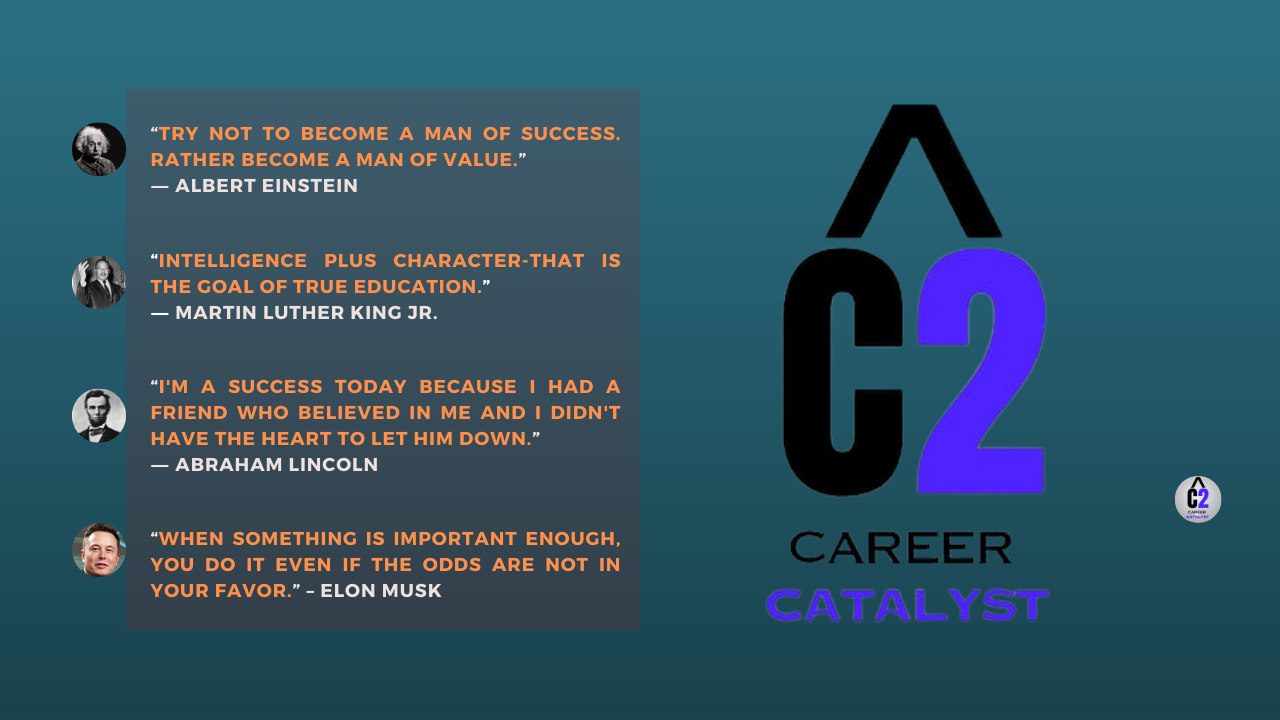 “TRY NOT TO BECOME A MAN OF SUCCESS.
RATHER BECOME A MAN OF VALUE.”
— ALBERT EINSTEIN
“INTELLIGENCE PLUS CHARACTER-THAT IS
THE GOAL OF TRUE EDUCATION.”
— MARTIN LUTHER KING JR.
“I'M A SUCCESS TODAY BECAUSE I HAD A
FRIEND WHO BELIEVED IN ME AND I DIDN'T
HAVE THE HEART TO LET HIM DOWN.”
— ABRAHAM LINCOLN
“WHEN SOMETHING IS IMPORTANT ENOUGH,
YOU DO IT EVEN IF THE ODDS ARE NOT IN
YOUR FAVOR.” – ELON MUSK
C2
CAREER
CATALYST
C2
CAREER
CATALYST